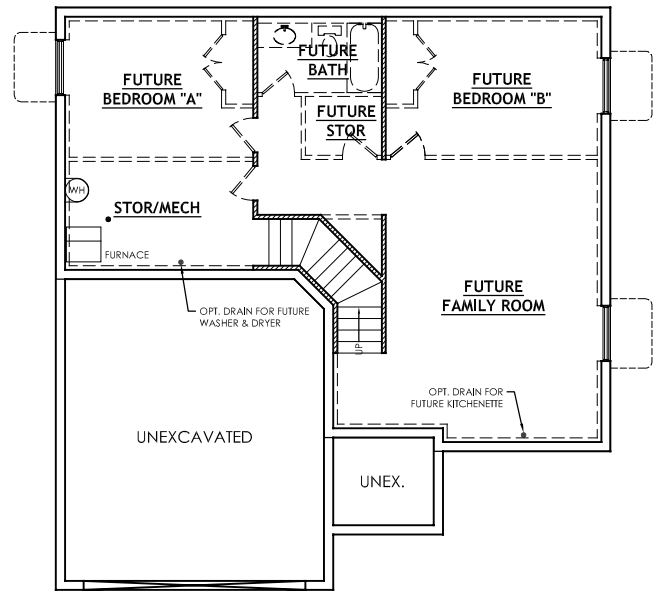 FUTURE
BEDROOM "A"
FUTURE
BATH
FUTURE
STOR
FUTURE
BEDROOM "B"
WH
STOR/MECH
FURNACE
OPT. DRAIN FOR FUTURE
WASHER & DRYER
UP
FUTURE
FAMILY ROOM
OPT. DRAIN FOR
FUTURE KITCHENETTE
UNEXCAVATED
UNEX.